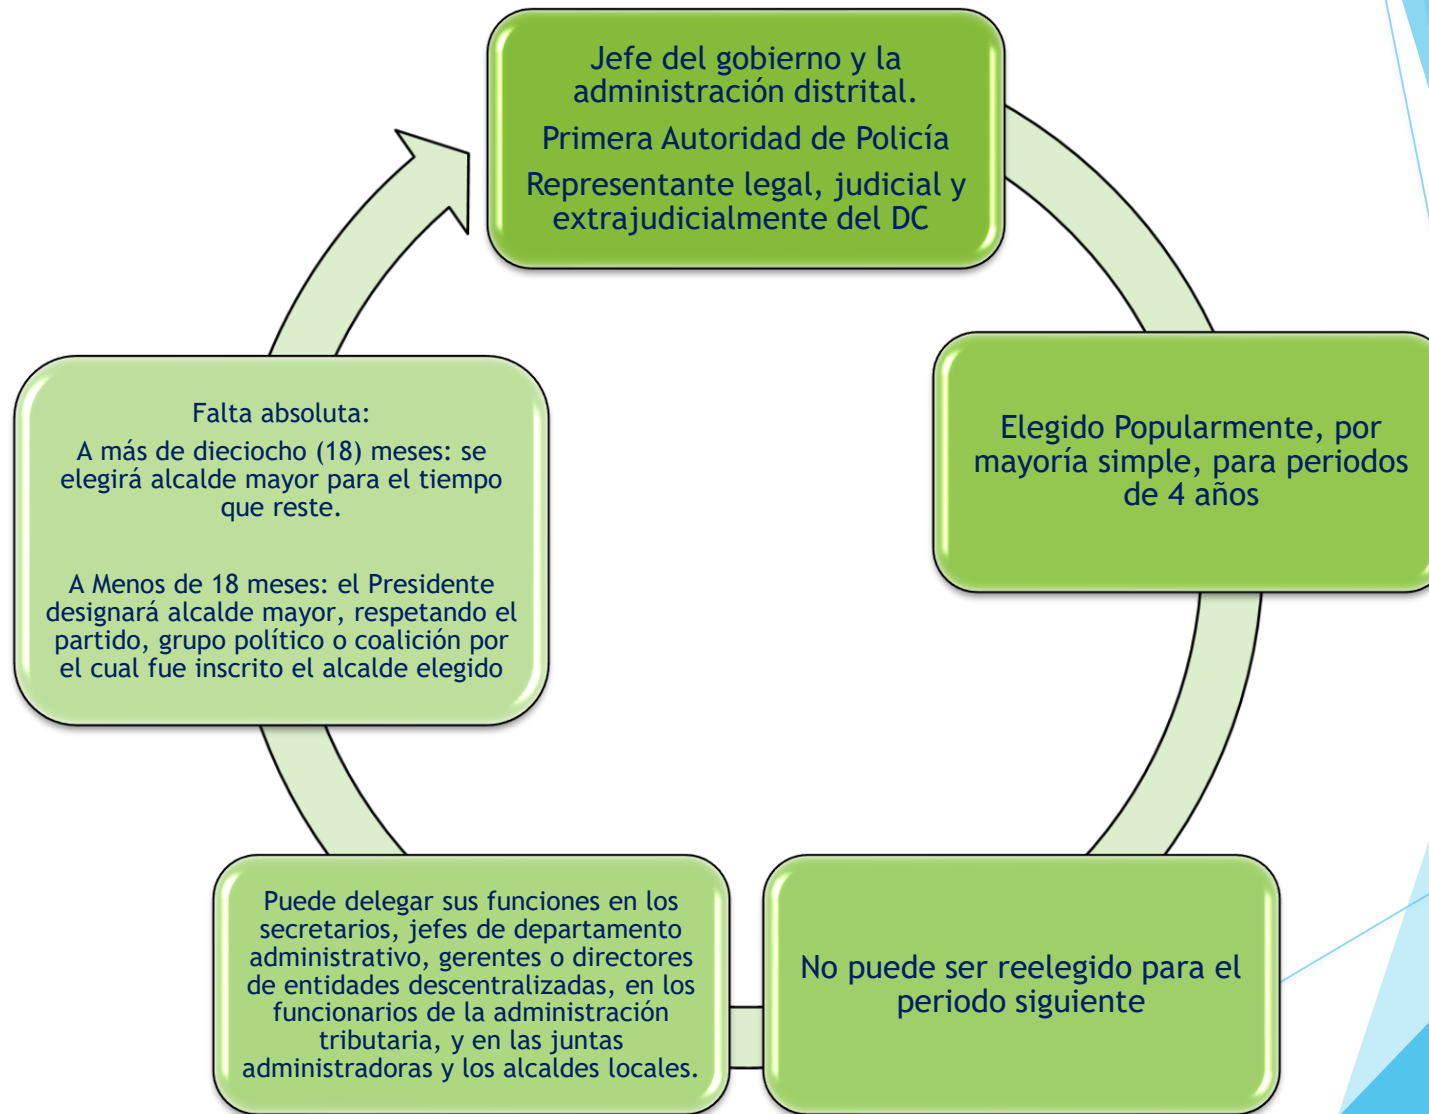 Jefe del gobierno y la
administración distrital.
Primera Autoridad de Policía
Representante legal, judicial y
extrajudicialmente del DC
Elegido Popularmente, por
mayoría simple, para periodos
de 4 años
No puede ser reelegido para el
periodo siguiente
Puede delegar sus funciones en los
secretarios, jefes de departamento
administrativo, gerentes o directores
de entidades descentralizadas, en los
funcionarios de la administración
tributaria, y en las juntas
administradoras y los alcaldes locales.
Falta absoluta:
A más de dieciocho (18) meses: se
elegirá alcalde mayor para el tiempo
que reste.
A Menos de 18 meses: el Presidente
designará alcalde mayor, respetando el
partido, grupo político o coalición por
el cual fue inscrito el alcalde elegido